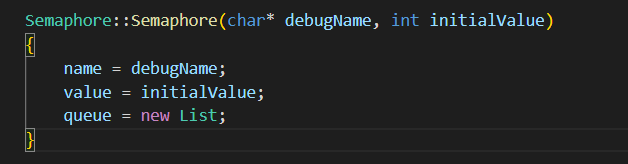 Semaphore::Semaphore(char* debugName, int initialValue)
{
    name = debugName;
    value = initialValue;
    queue = new List;
}